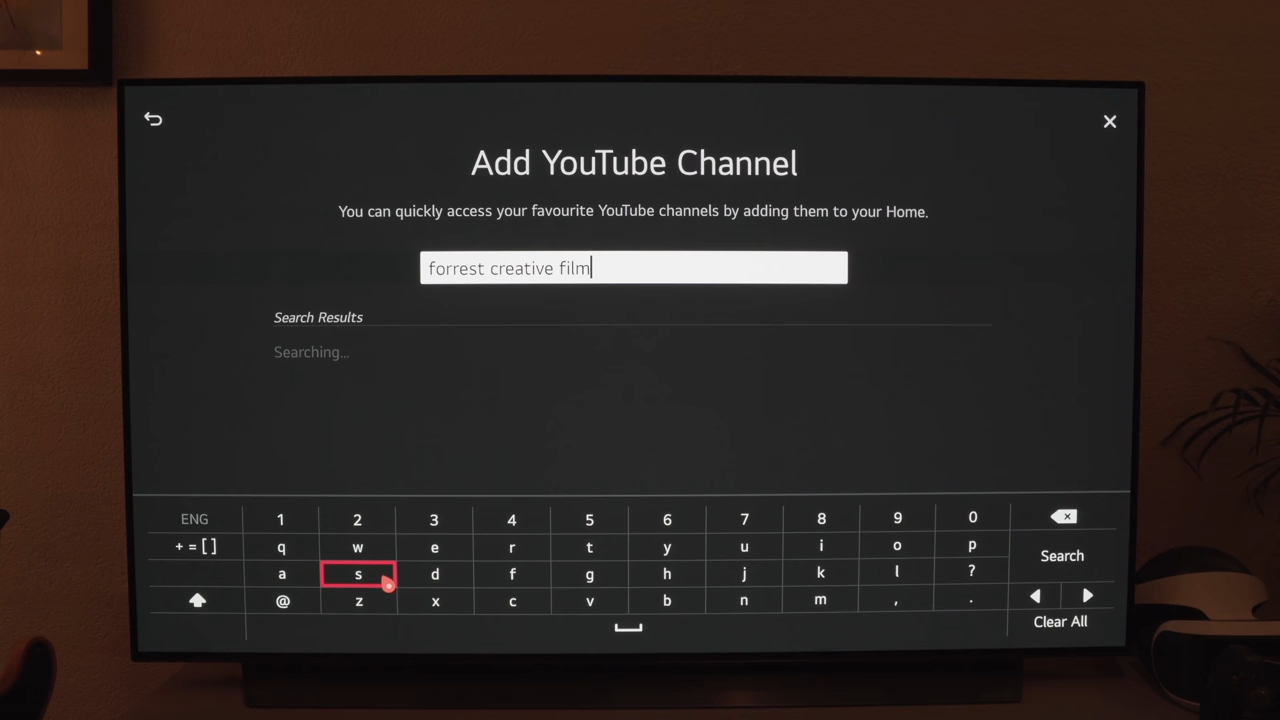 Add YouTube Channel
You can quickly access your favourite YouTube channels by adding them to your Home.
forrest creative film
Search Results
Searching...
ENG 1 2 3 4 5 6 7 8 9 0
+ = [ ] q w e r t y u i o p
Search
a s d f g h j k l ?
@ z x c v b n m , .
Clear All